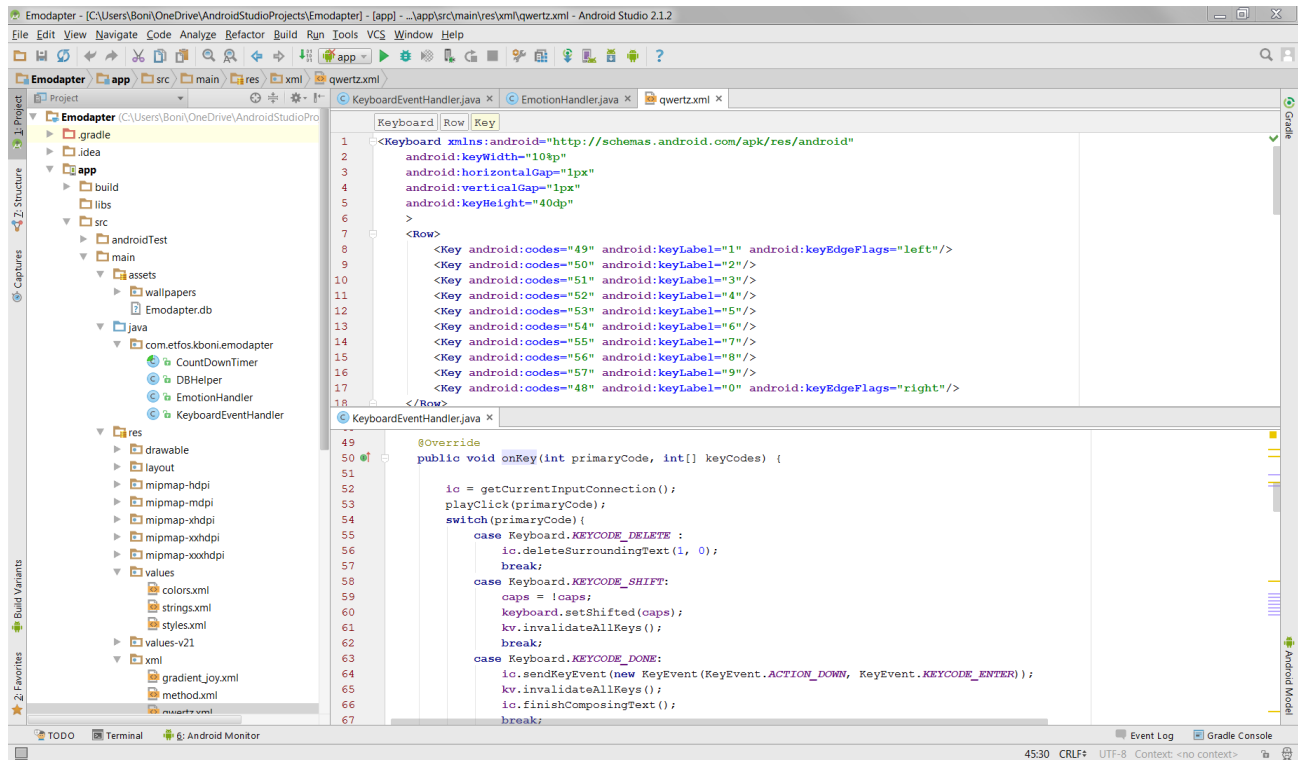 Emodapter - [C:\Users\Boni\OneDrive\AndroidStudioProjects\Emodapter] - [app] - ...\app\src\main\res\xml\qwertz.xml - Android Studio 2.1.2
File Edit View Navigate Code Analyze Refactor Build Run Tools VCS Window Help
app
Emodapter app src main res xml qwertz.xml
Project
KeyboardEventHandler.java × EmotionHandler.java × qwertz.xml ×
1: Project
Z: Structure
Captures
Build Variants
2: Favorites
Emodapter (C:\Users\Boni\OneDrive\AndroidStudioPro
.gradle
.idea
app
build
libs
src
androidTest
main
assets
wallpapers
Emodapter.db
java
com.etfos.kboni.emodapter
CountDownTimer
DBHelper
EmotionHandler
KeyboardEventHandler
res
drawable
layout
mipmap-hdpi
mipmap-mdpi
mipmap-xhdpi
mipmap-xxhdpi
mipmap-xxxhdpi
values
colors.xml
strings.xml
styles.xml
values-v21
xml
gradient_joy.xml
method.xml
qwertz.xml
Keyboard Row Key
1 <Keyboard xmlns:android="http://schemas.android.com/apk/res/android"
2 android:keyWidth="10%p"
3 android:horizontalGap="1px"
4 android:verticalGap="1px"
5 android:keyHeight="40dp"
6 >
7 <Row>
8 <Key android:codes="49" android:keyLabel="1" android:keyEdgeFlags="left"/>
9 <Key android:codes="50" android:keyLabel="2"/>
10 <Key android:codes="51" android:keyLabel="3"/>
11 <Key android:codes="52" android:keyLabel="4"/>
12 <Key android:codes="53" android:keyLabel="5"/>
13 <Key android:codes="54" android:keyLabel="6"/>
14 <Key android:codes="55" android:keyLabel="7"/>
15 <Key android:codes="56" android:keyLabel="8"/>
16 <Key android:codes="57" android:keyLabel="9"/>
17 <Key android:codes="48" android:keyLabel="0" android:keyEdgeFlags="right"/>
18 </Row>
KeyboardEventHandler.java ×
49 @Override
50 public void onKey(int primaryCode, int[] keyCodes) {
51
52 ic = getCurrentInputConnection();
53 playClick(primaryCode);
54 switch(primaryCode){
55 case Keyboard.KEYCODE_DELETE :
56 ic.deleteSurroundingText(1, 0);
57 break;
58 case Keyboard.KEYCODE_SHIFT:
59 caps = !caps;
60 keyboard.setShifted(caps);
61 kv.invalidateAllKeys();
62 break;
63 case Keyboard.KEYCODE_DONE:
64 ic.sendKeyEvent(new KeyEvent(KeyEvent.ACTION_DOWN, KeyEvent.KEYCODE_ENTER));
65 kv.invalidateAllKeys();
66 ic.finishComposingText();
67 break;
Gradle
Android Model
TODO Terminal 6: Android Monitor Event Log Gradle Console
45:30 CRLF UTF-8 Context: <no context>